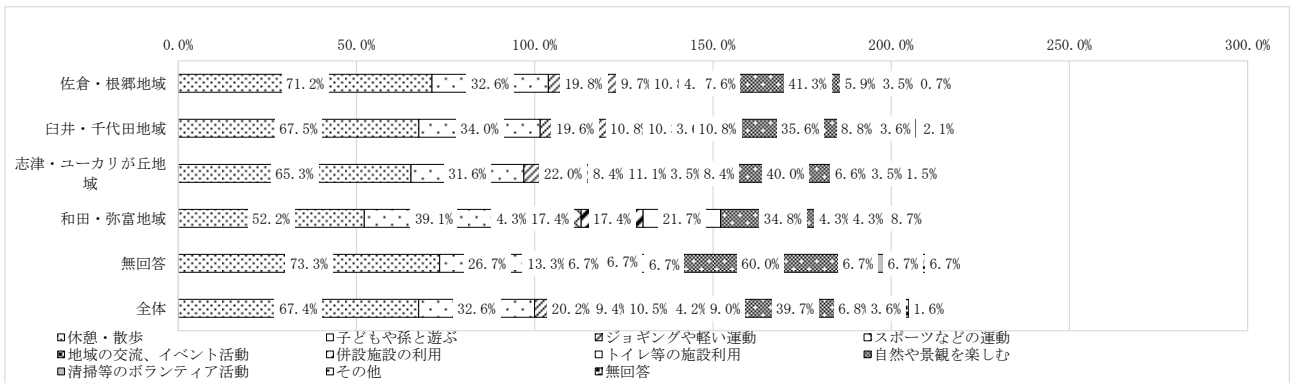 0.0% 50.0% 100.0% 150.0% 200.0% 250.0% 300.0%
佐倉・根郷地域 71.2% 32.6% 19.8% 9.7% 7.6% 41.3% 5.9% 3.5% 0.7%
臼井・千代田地域 67.5% 34.0% 19.6% 10.8% 10.8% 35.6% 8.8% 3.6% 2.1%
志津・ユーカリが丘地
域 65.3% 31.6% 22.0% 8.4% 11.1% 3.5% 8.4% 40.0% 6.6% 3.5% 1.5%
和田・弥富地域 52.2% 39.1% 4.3% 17.4% 17.4% 21.7% 34.8% 4.3% 4.3% 8.7%
無回答 73.3% 26.7% 13.3% 6.7% 6.7% 6.7% 60.0% 6.7% 6.7% 6.7%
全体 67.4% 32.6% 20.2% 9.4% 10.5% 4.2% 9.0% 39.7% 6.8% 3.6% 1.6%
休憩・散歩 子どもや孫と遊ぶ ジョギングや軽い運動 スポーツなどの運動
地域の交流、イベント活動 併設施設の利用 トイレ等の施設利用 自然や景観を楽しむ
清掃等のボランティア活動 その他 無回答